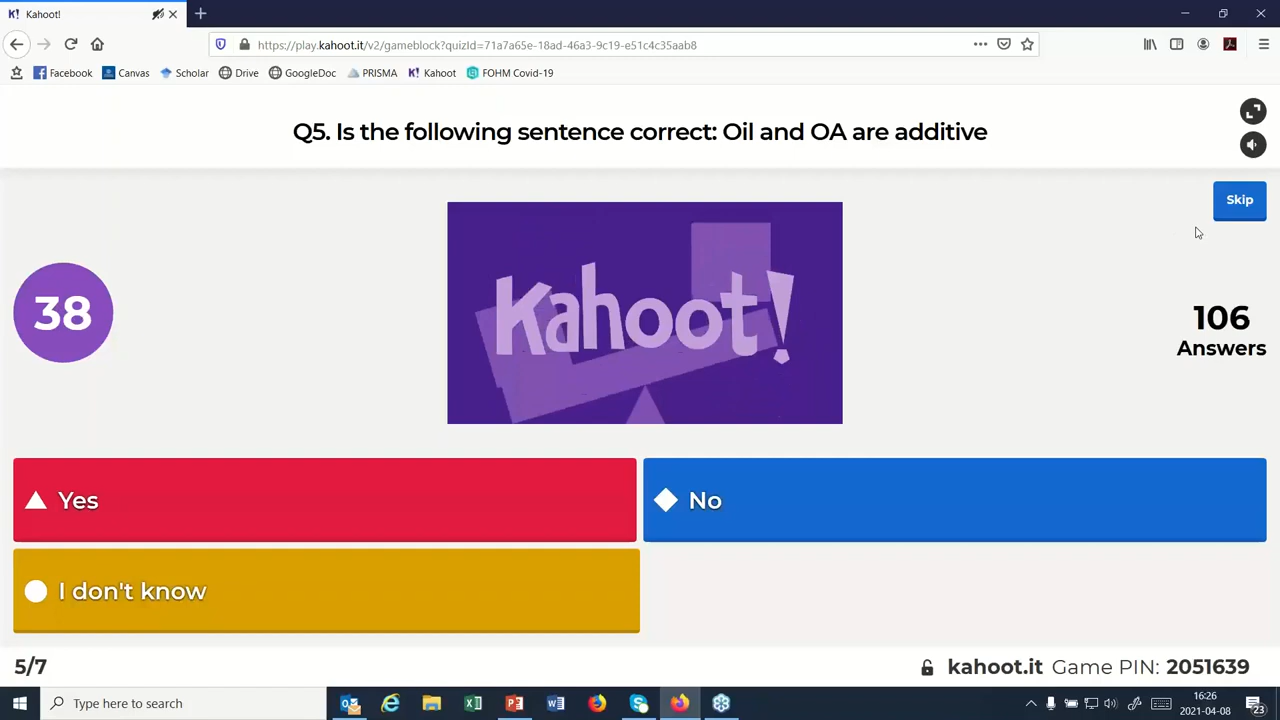 K! Kahoot!
https://play.kahoot.it/v2/gameblock?quizId=71a7a65e-18ad-46a3-9c19-e51c4c35aab8
Facebook Canvas Scholar Drive GoogleDoc PRISMA K! Kahoot FOHM Covid-19
Q5. Is the following sentence correct: Oil and OA are additive
Skip
38
Kahoot!
106
Answers
Yes
No
I don't know
5/7
kahoot.it Game PIN: 2051639
Type here to search
16:26
2021-04-08
23